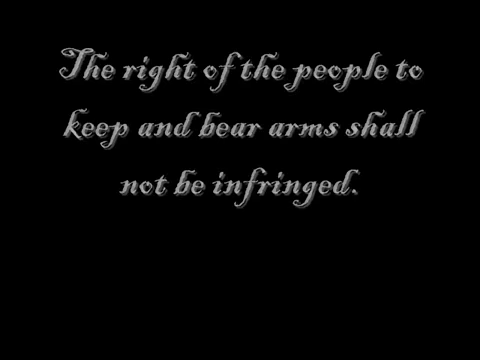 The right of the people to
keep and bear arms shall
not be infringed.